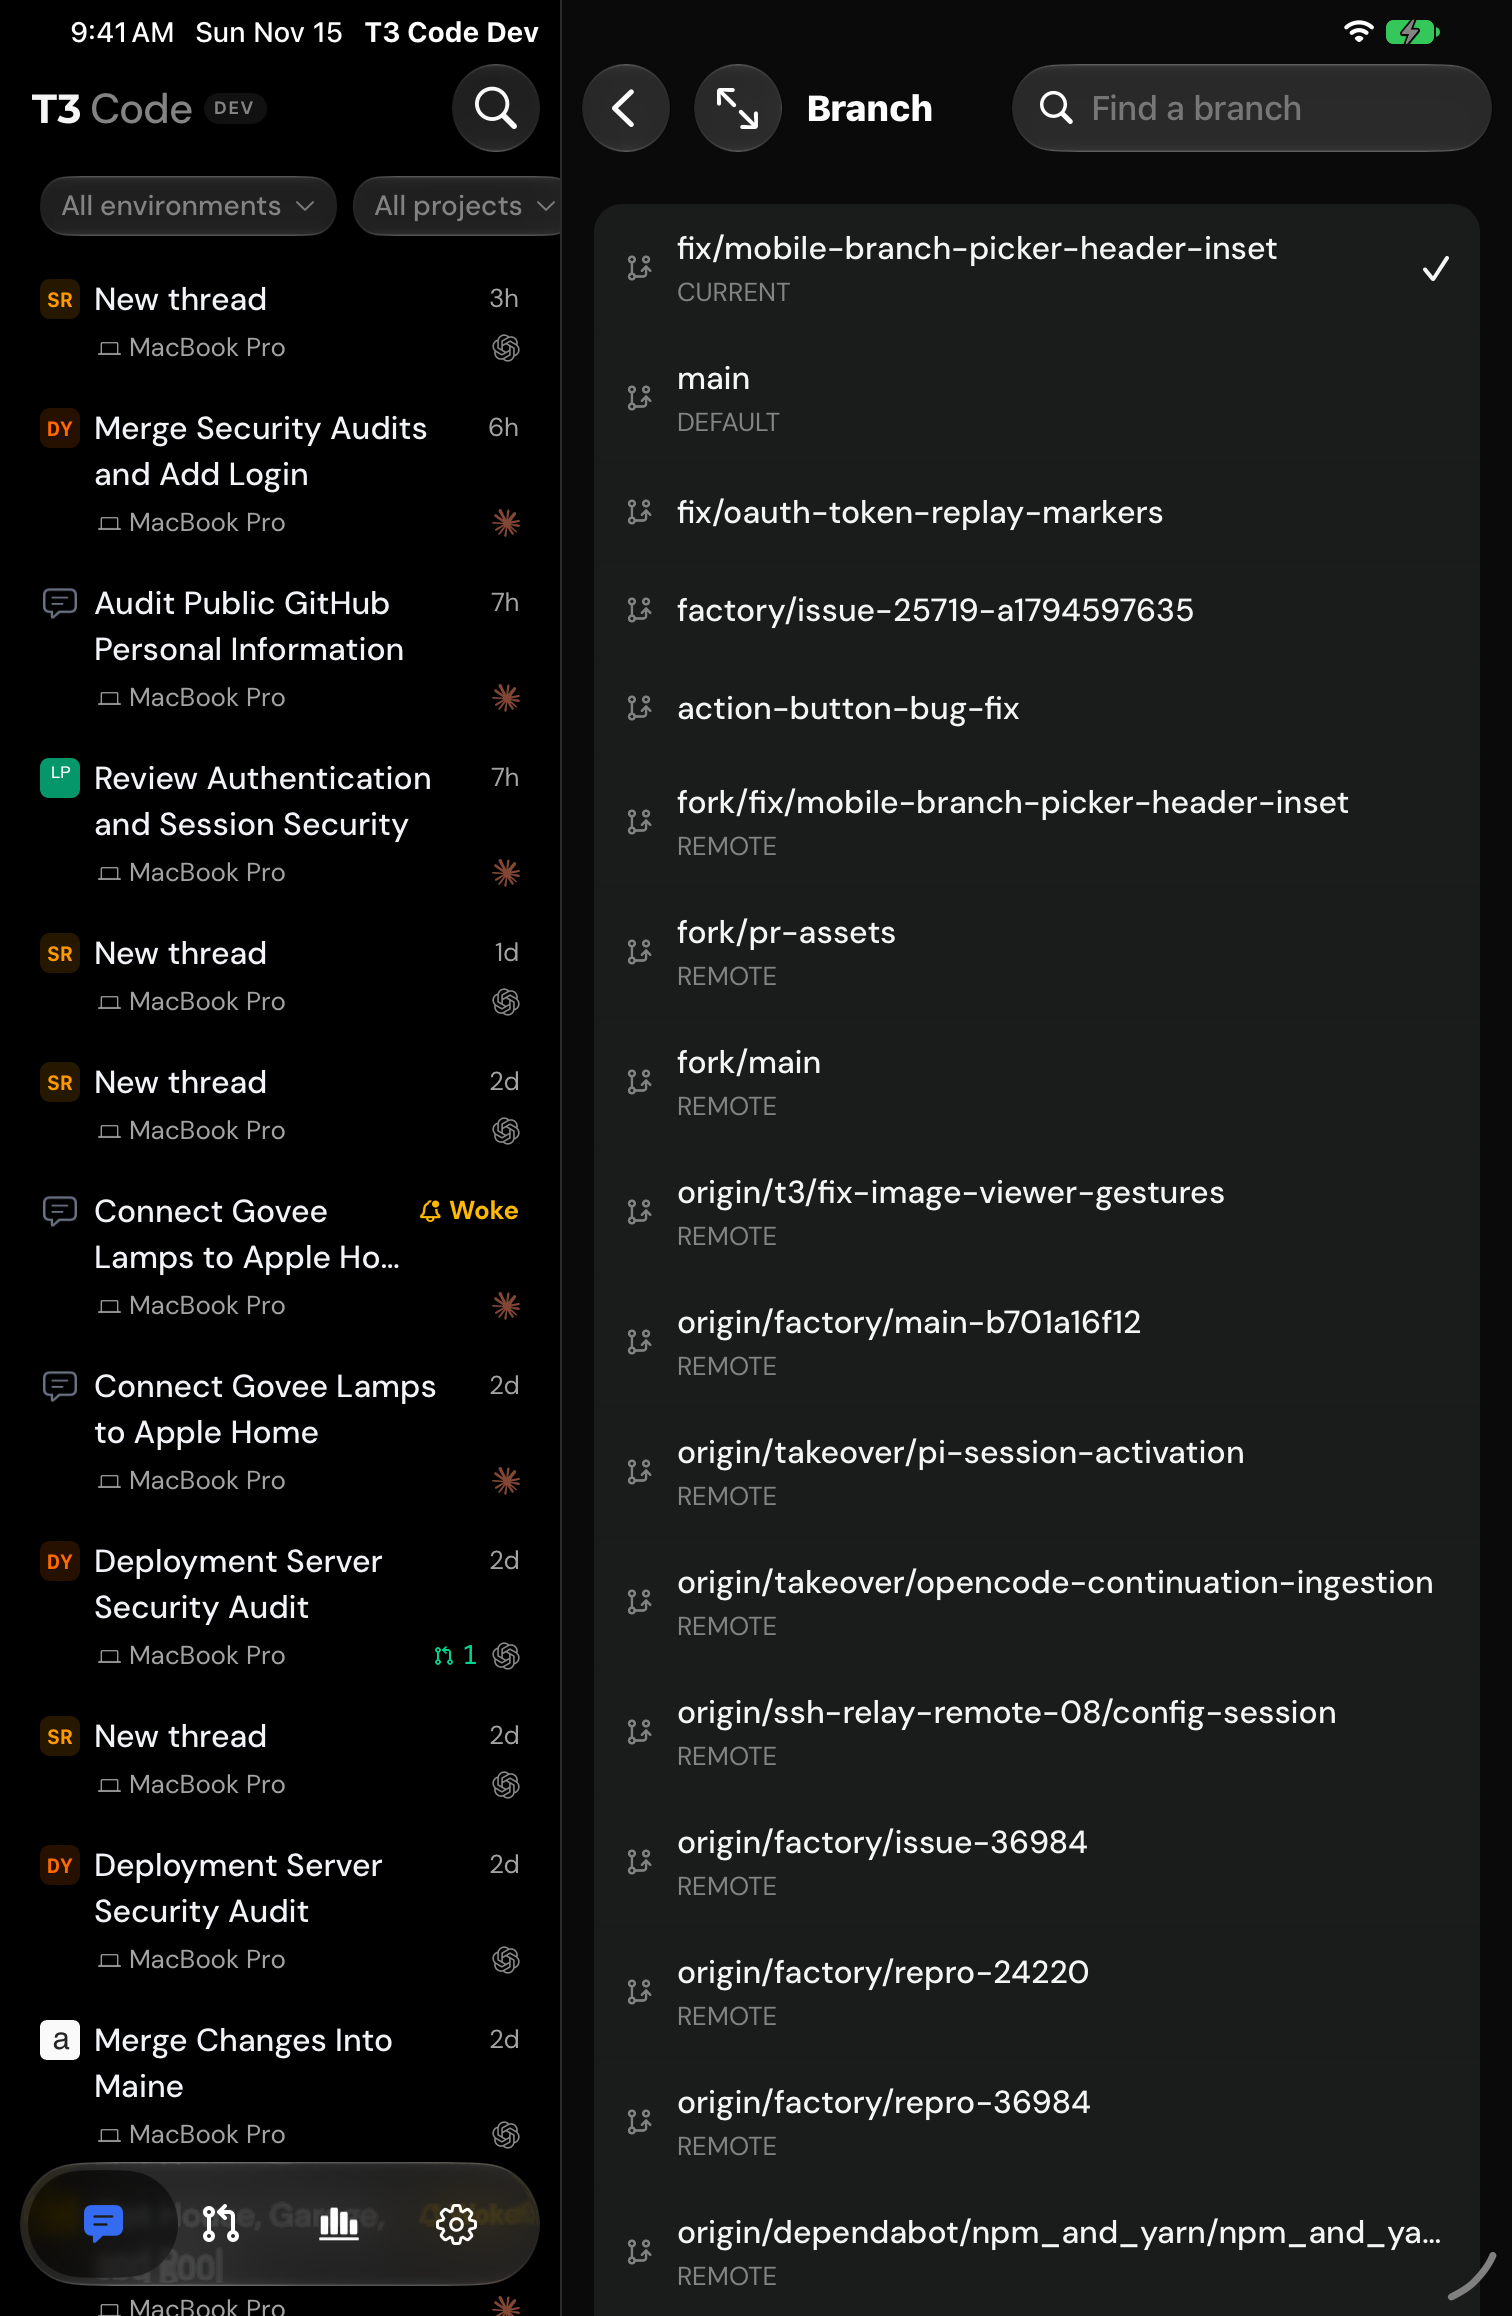 9:41 AM Sun Nov 15 T3 Code Dev
T3 Code DEV
All environments
All projects
SR New thread 3h
MacBook Pro
DY Merge Security Audits 6h
and Add Login
MacBook Pro
Audit Public GitHub 7h
Personal Information
MacBook Pro
LP Review Authentication 7h
and Session Security
MacBook Pro
SR New thread 1d
MacBook Pro
SR New thread 2d
MacBook Pro
Connect Govee Woke
Lamps to Apple Ho...
MacBook Pro
Connect Govee Lamps 2d
to Apple Home
MacBook Pro
DY Deployment Server 2d
Security Audit
MacBook Pro 1
SR New thread 2d
MacBook Pro
DY Deployment Server 2d
Security Audit
MacBook Pro
a Merge Changes Into 2d
Maine
MacBook Pro
MacBook Pro
Branch
Find a branch
fix/mobile-branch-picker-header-inset
CURRENT
main
DEFAULT
fix/oauth-token-replay-markers
factory/issue-25719-a1794597635
action-button-bug-fix
fork/fix/mobile-branch-picker-header-inset
REMOTE
fork/pr-assets
REMOTE
fork/main
REMOTE
origin/t3/fix-image-viewer-gestures
REMOTE
origin/factory/main-b701a16f12
REMOTE
origin/takeover/pi-session-activation
REMOTE
origin/takeover/opencode-continuation-ingestion
REMOTE
origin/ssh-relay-remote-08/config-session
REMOTE
origin/factory/issue-36984
REMOTE
origin/factory/repro-24220
REMOTE
origin/factory/repro-36984
REMOTE
origin/dependabot/npm_and_yarn/npm_and_ya...
REMOTE